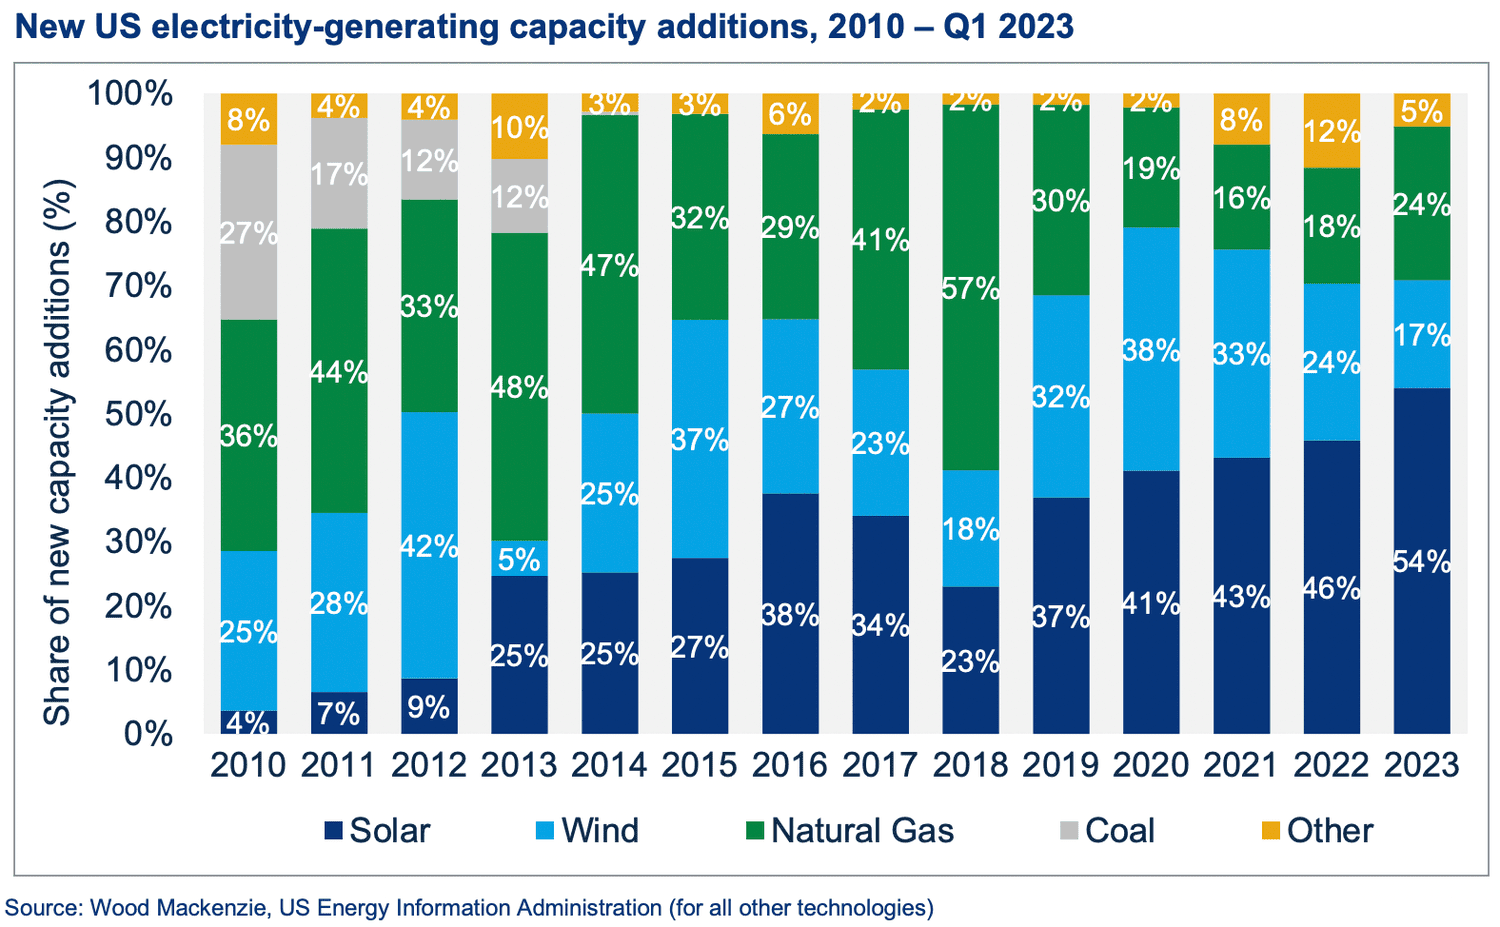 New US electricity-generating capacity additions, 2010 – Q1 2023
Share of new capacity additions (%)
100%
90%
80%
70%
60%
50%
40%
30%
20%
10%
0%
8% 4% 4% 10% 3% 3% 6% 2% 2% 2% 2% 8% 12% 5%
27% 17% 12% 12%
36% 44% 33% 48% 47% 32% 29% 41% 57% 30% 19% 16% 18% 24%
25% 28% 42% 5% 25% 37% 27% 23% 18% 32% 38% 33% 24% 17%
4% 7% 9% 25% 25% 27% 38% 34% 23% 37% 41% 43% 46% 54%
2010 2011 2012 2013 2014 2015 2016 2017 2018 2019 2020 2021 2022 2023
Solar Wind Natural Gas Coal Other
Source: Wood Mackenzie, US Energy Information Administration (for all other technologies)